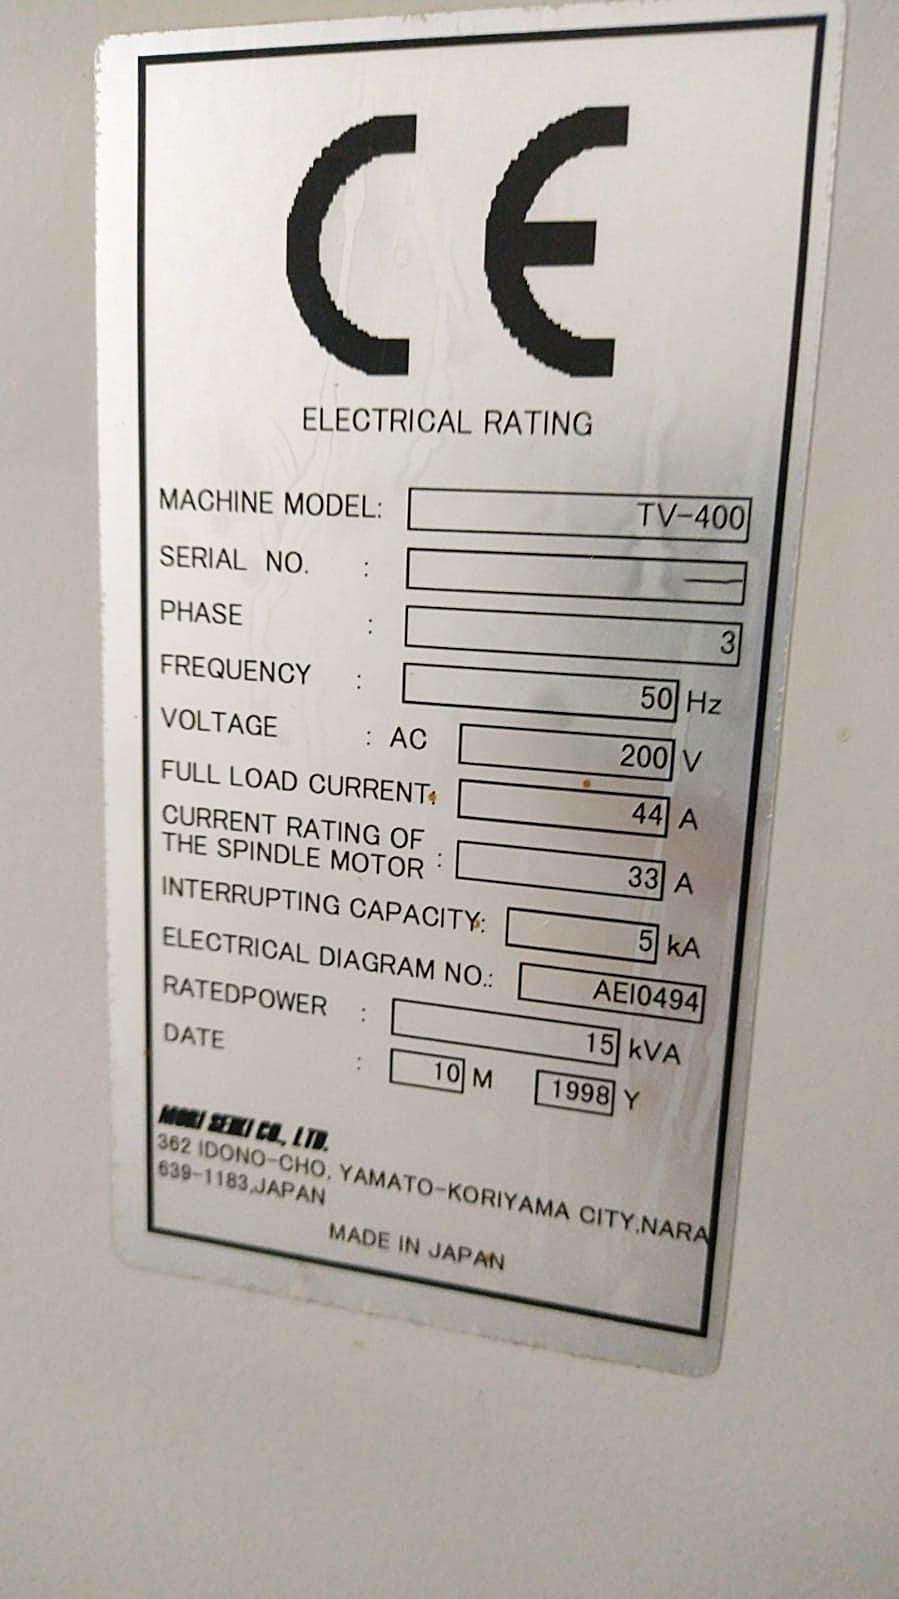 CE
ELECTRICAL RATING
MACHINE MODEL: TV-400
SERIAL NO. : —
PHASE : 3
FREQUENCY : 50 Hz
VOLTAGE : AC 200 V
FULL LOAD CURRENT: 44 A
CURRENT RATING OF
THE SPINDLE MOTOR : 33 A
INTERRUPTING CAPACITY: 5 kA
ELECTRICAL DIAGRAM NO.: AEI0494
RATEDPOWER : 15 kVA
DATE : 10 M 1998 Y
MORI SEIKI CO., LTD.
362 IDONO-CHO, YAMATO-KORIYAMA CITY,NARA
639-1183,JAPAN
MADE IN JAPAN